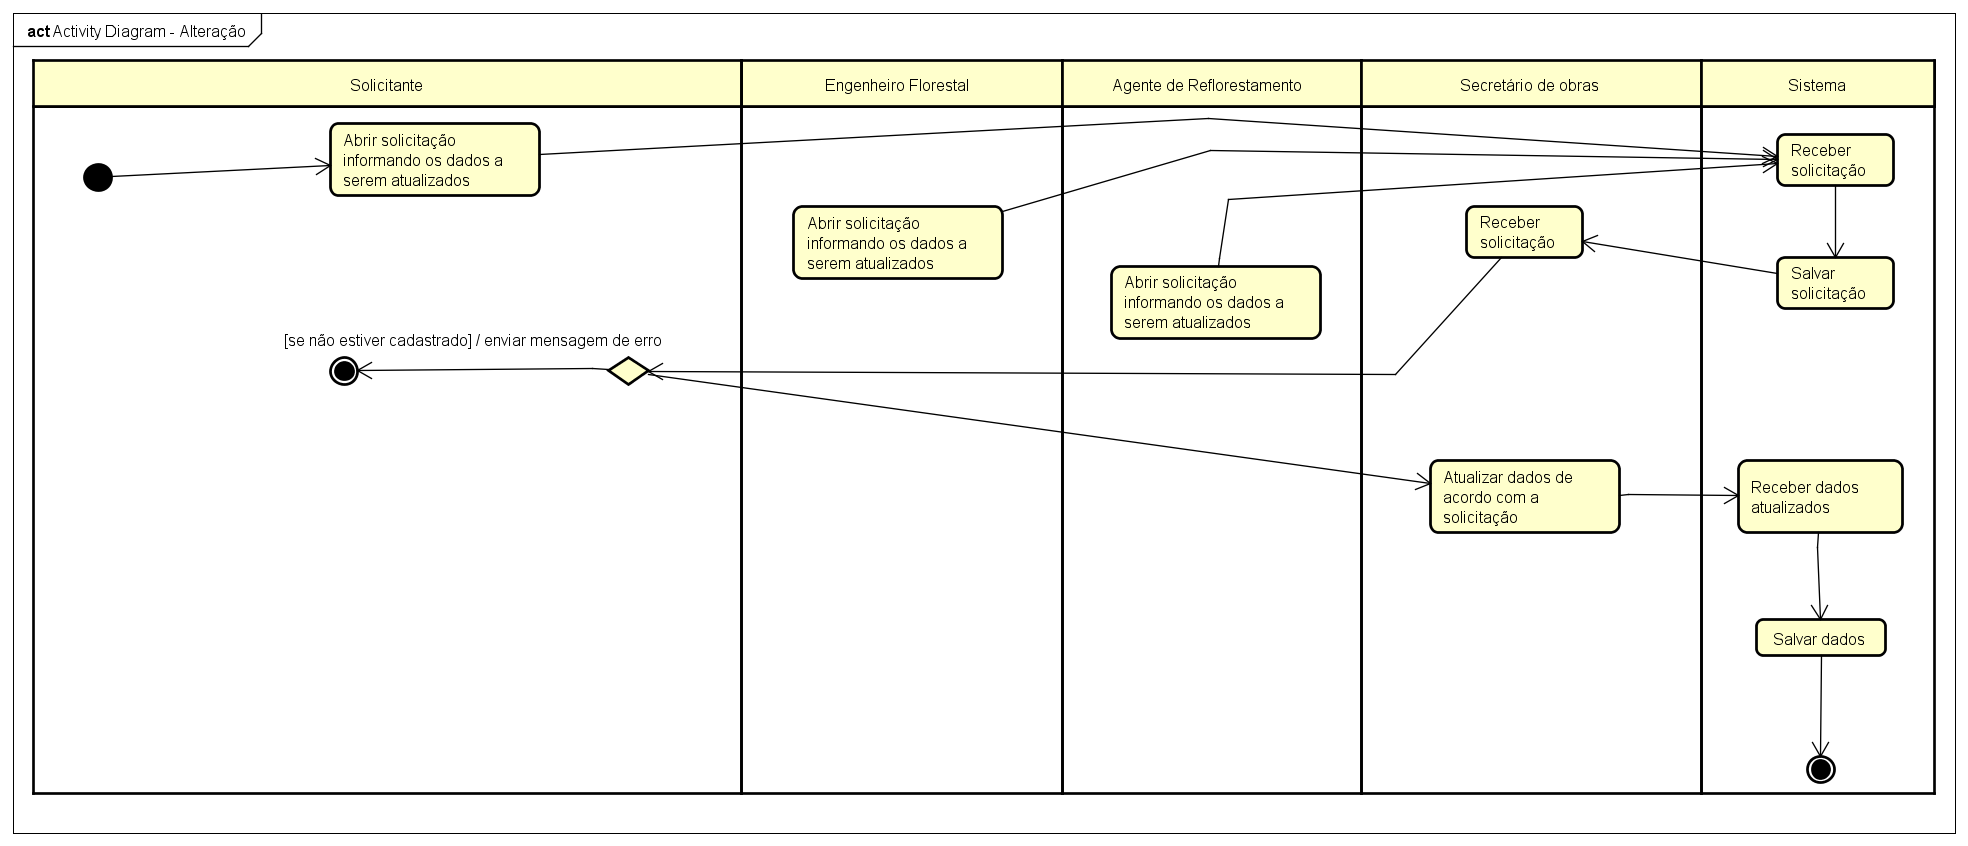 act Activity Diagram - Alteração
Solicitante
Engenheiro Florestal
Agente de Reflorestamento
Secretário de obras
Sistema
Abrir solicitação
informando os dados a
serem atualizados
Receber
solicitação
Abrir solicitação
informando os dados a
serem atualizados
Receber
solicitação
Abrir solicitação
informando os dados a
serem atualizados
Salvar
solicitação
[se não estiver cadastrado] / enviar mensagem de erro
Atualizar dados de
acordo com a
solicitação
Receber dados
atualizados
Salvar dados